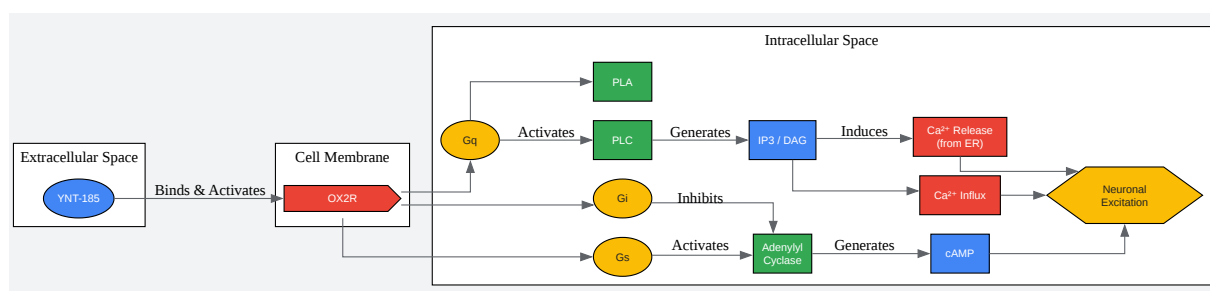 Intracellular Space
PLA
Gq
Activates
PLC
Generates
IP3 / DAG
Induces
Ca²⁺ Release
(from ER)
Extracellular Space
Cell Membrane
YNT-185
Binds & Activates
OX2R
Gi
Inhibits
Ca²⁺ Influx
Neuronal
Excitation
Gs
Activates
Adenylyl
Cyclase
Generates
cAMP